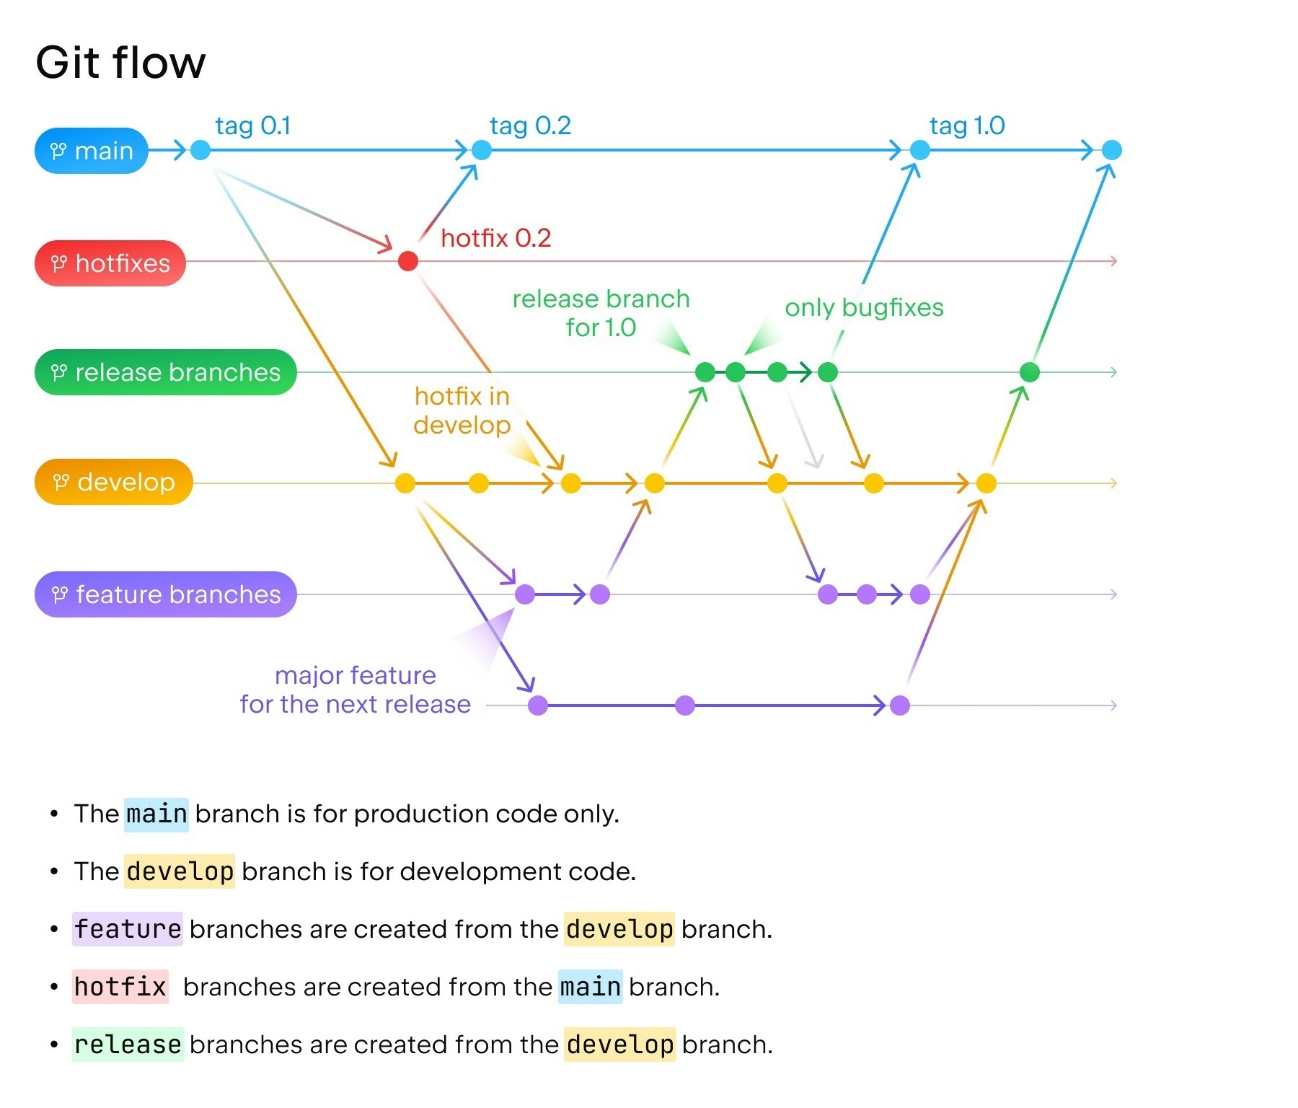 Git flow
tag 0.1
tag 0.2
tag 1.0
main
hotfix 0.2
hotfixes
release branch
for 1.0
only bugfixes
release branches
hotfix in
develop
develop
feature branches
major feature
for the next release
• The main branch is for production code only.
• The develop branch is for development code.
• feature branches are created from the develop branch.
• hotfix branches are created from the main branch.
• release branches are created from the develop branch.